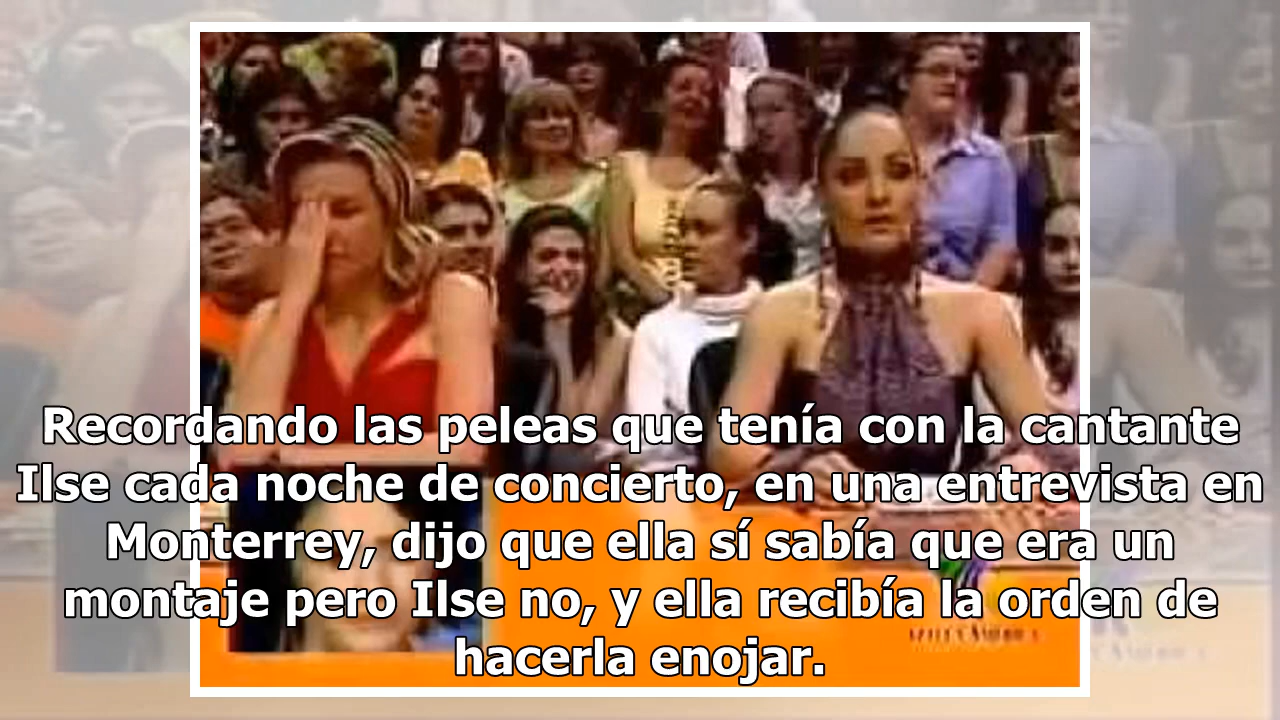 Recordando las peleas que tenía con la cantante
Ilse cada noche de concierto, en una entrevista en
Monterrey, dijo que ella sí sabía que era un
montaje pero Ilse no, y ella recibía la orden de
hacerla enojar.